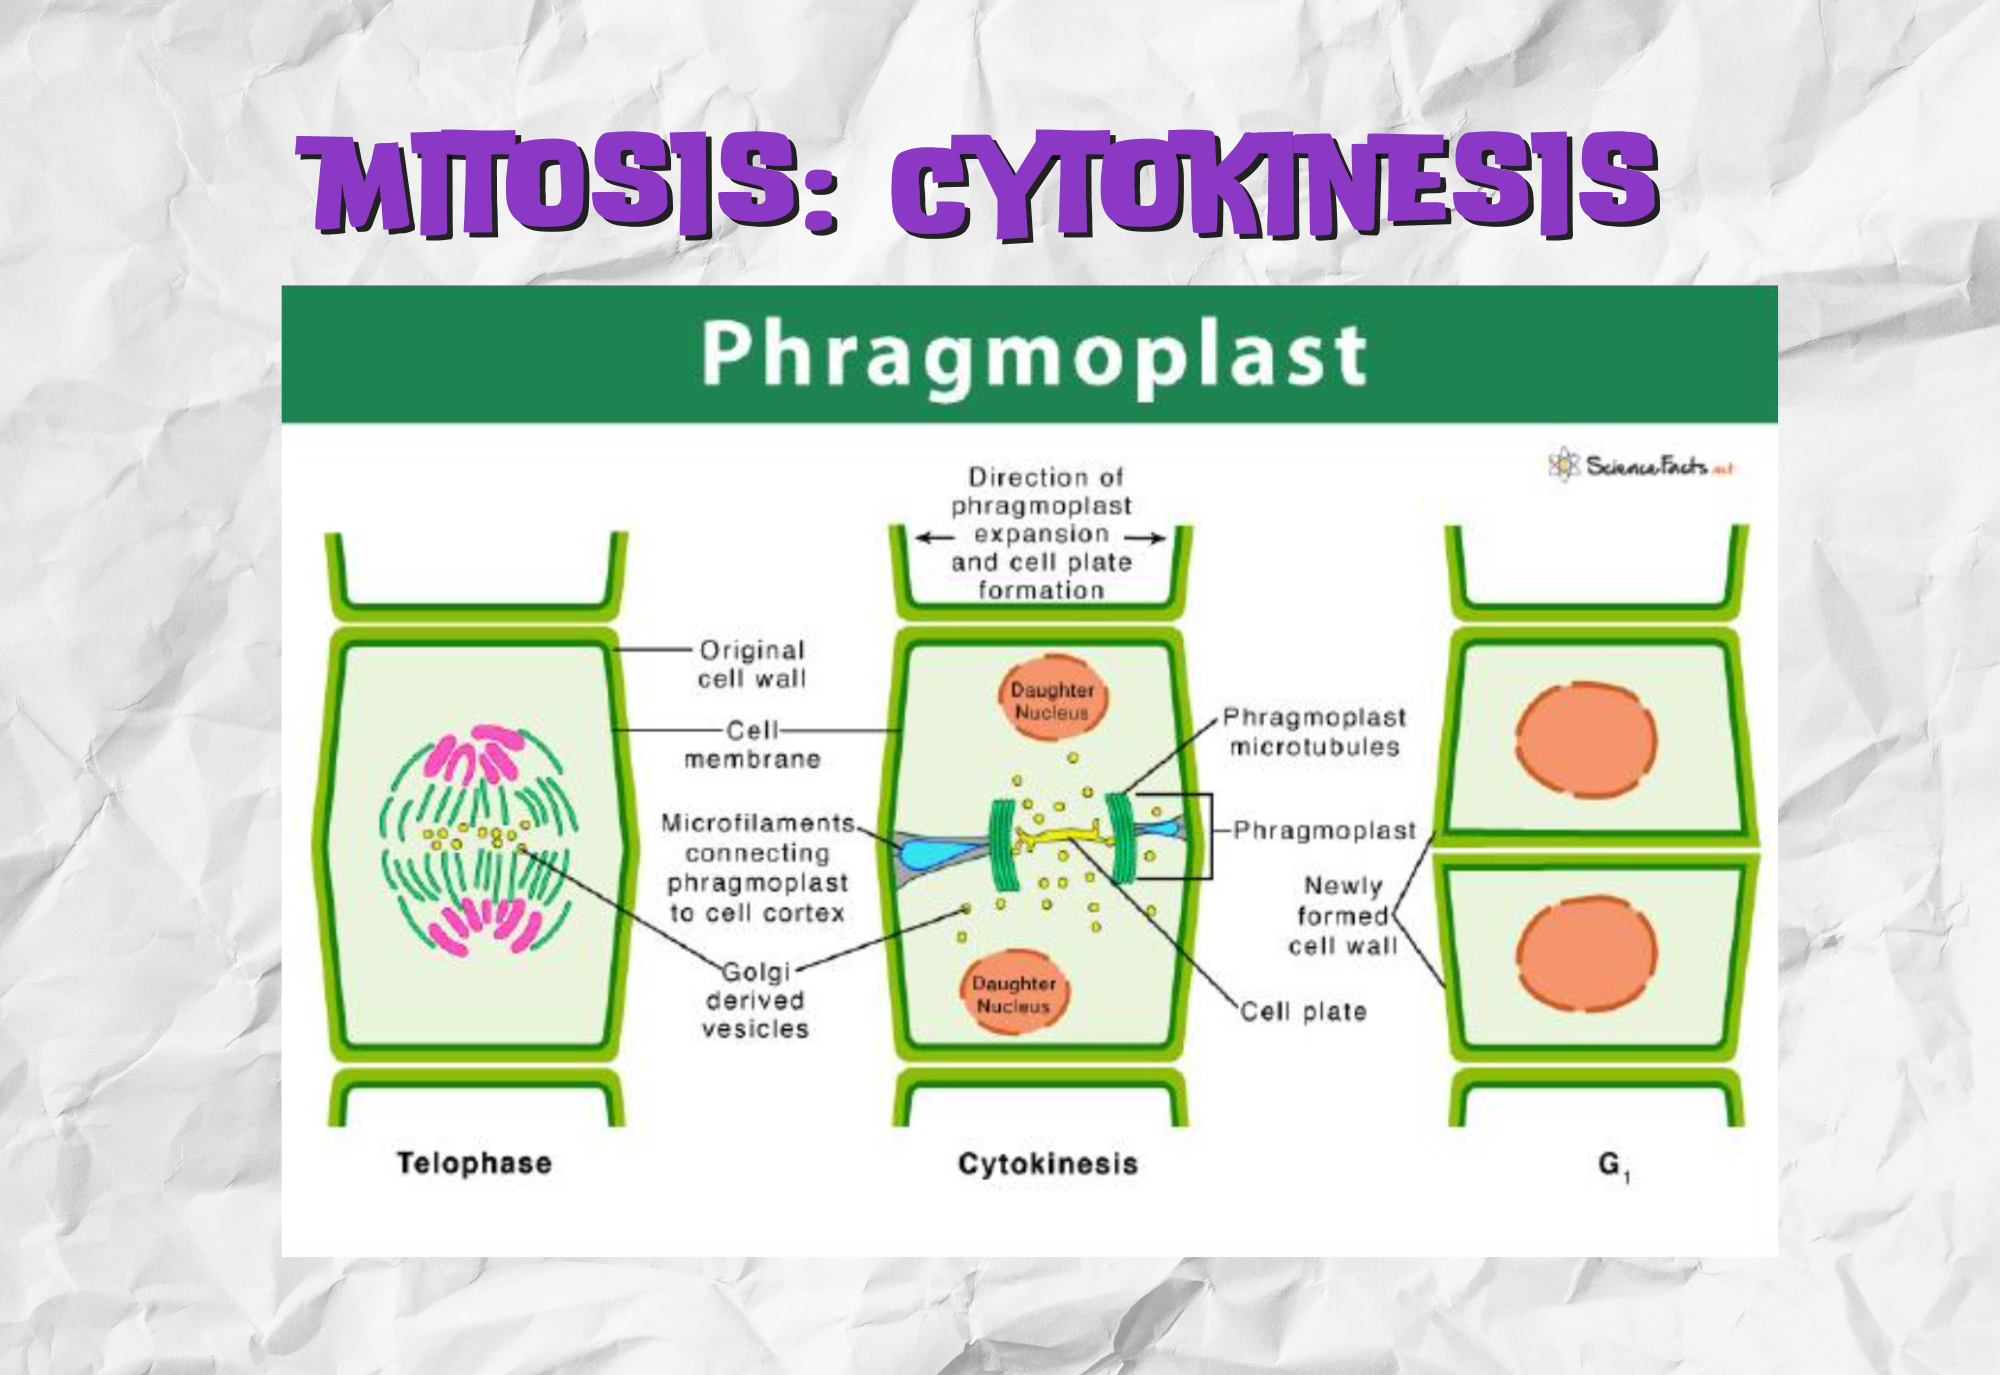 MITOSIS: CYTOKINESIS
Phragmoplast
ScienceFacts.net
Direction of
phragmoplast
expansion
and cell plate
formation
Original
cell wall
Cell
membrane
Microfilaments
connecting
phragmoplast
to cell cortex
Golgi
derived
vesicles
Daughter
Nucleus
Daughter
Nucleus
Phragmoplast
microtubules
Phragmoplast
Newly
formed
cell wall
Cell plate
Telophase
Cytokinesis
G₁